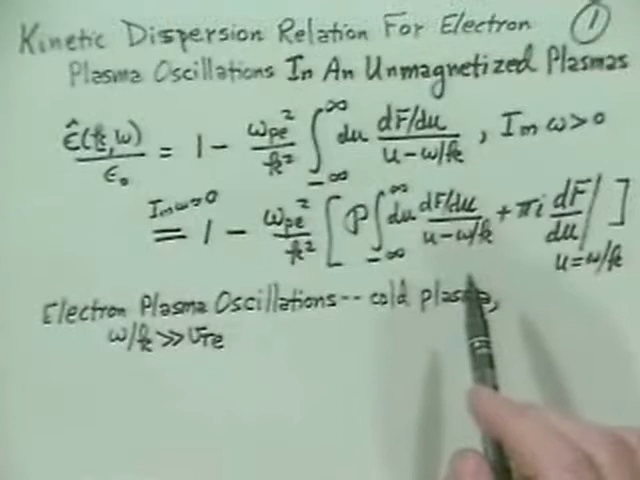 Kinetic Dispersion Relation For Electron ①
Plasma Oscillations In An Unmagnetized Plasmas
ε̂(k,ω)/ε₀ = 1 - ωpe²/k² ∫_{-∞}^{∞} du (dF/du)/(u - ω/k), Im ω>0
Im ω→0
= 1 - ωpe²/k² [ P∫_{-∞}^{∞} du (dF/du)/(u - ω/k) + πi dF/du| u=ω/k ]
Electron Plasma Oscillations -- cold plasma,
ω/k >> vTe